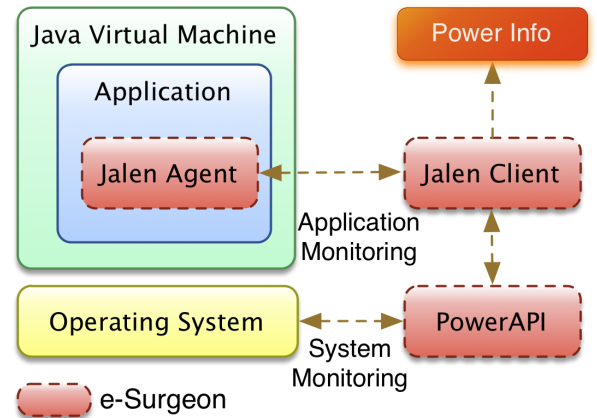 Java Virtual Machine
Power Info
Application
Jalen Agent
Jalen Client
Application
Monitoring
Operating System
PowerAPI
System
Monitoring
e-Surgeon